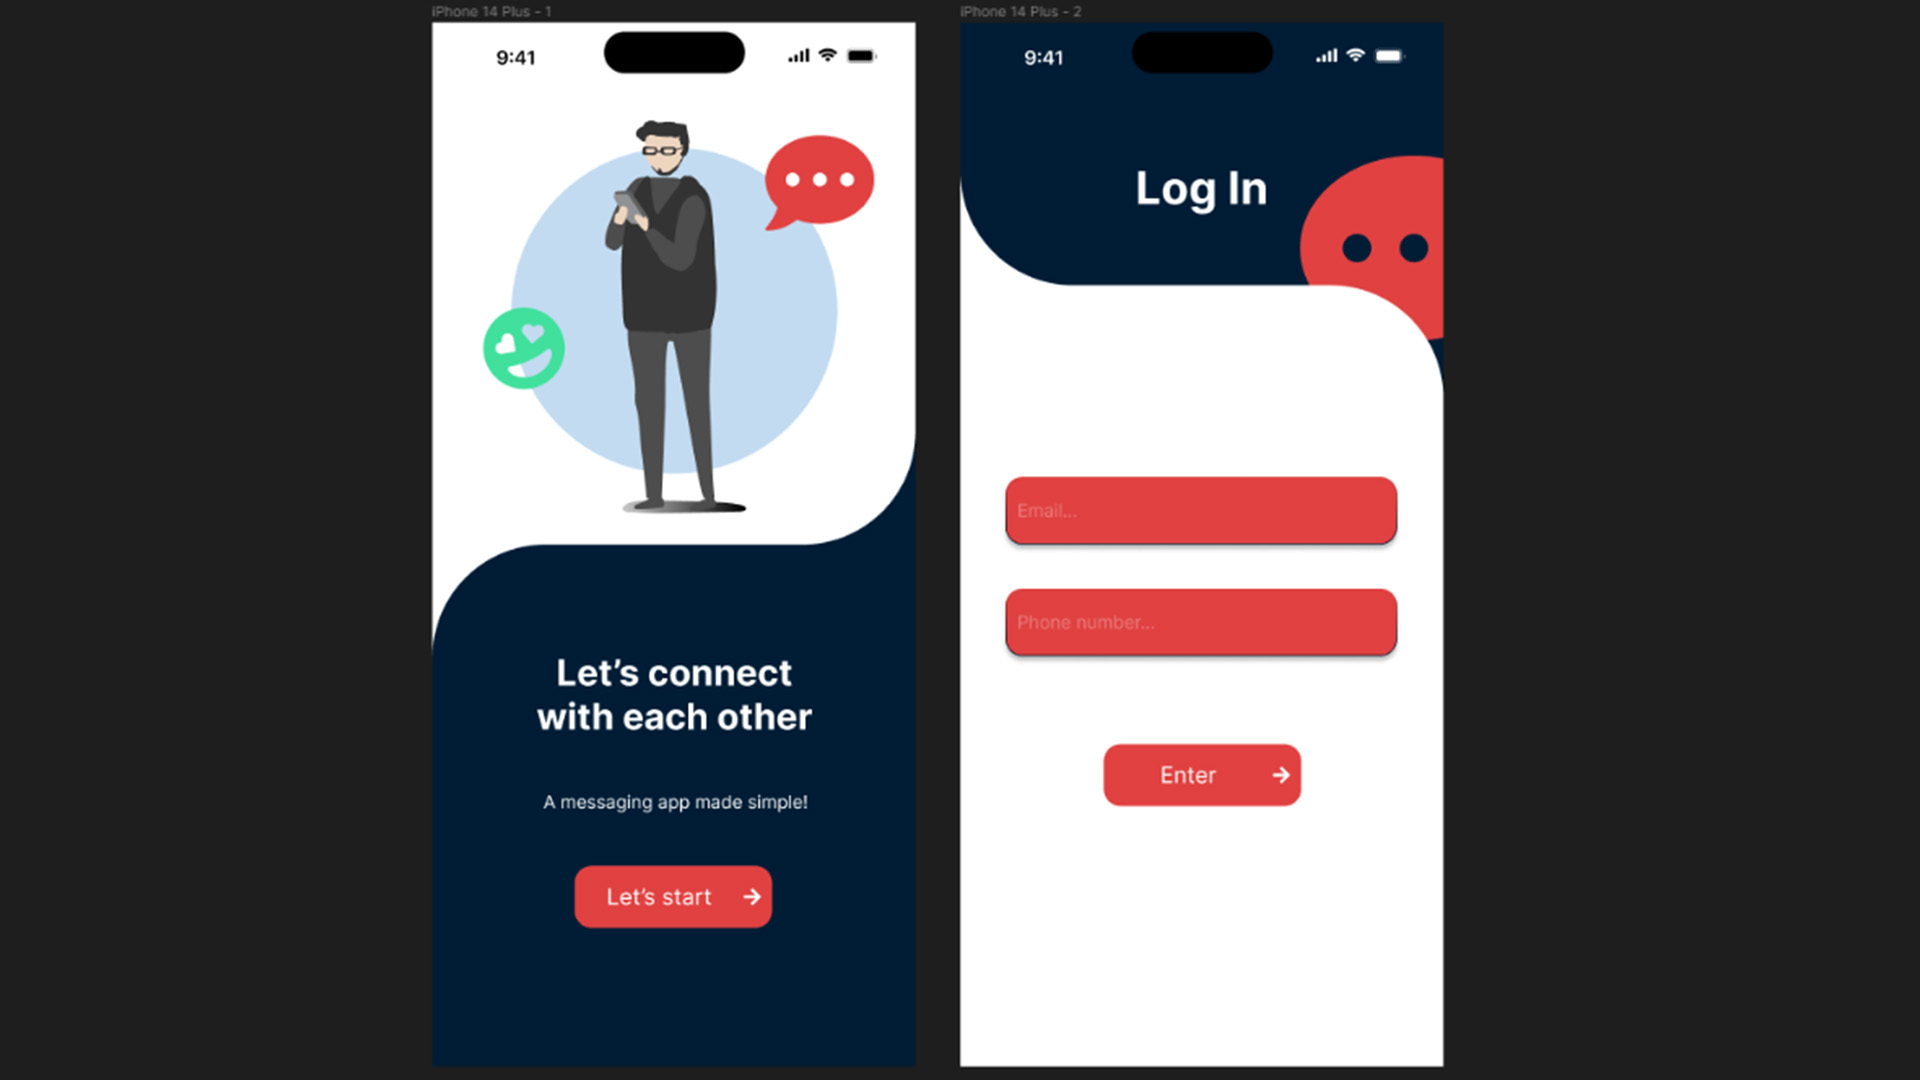 iPhone 14 Plus - 1
9:41
Let’s connect
with each other
A messaging app made simple!
Let’s start
iPhone 14 Plus - 2
9:41
Log In
Email...
Phone number...
Enter